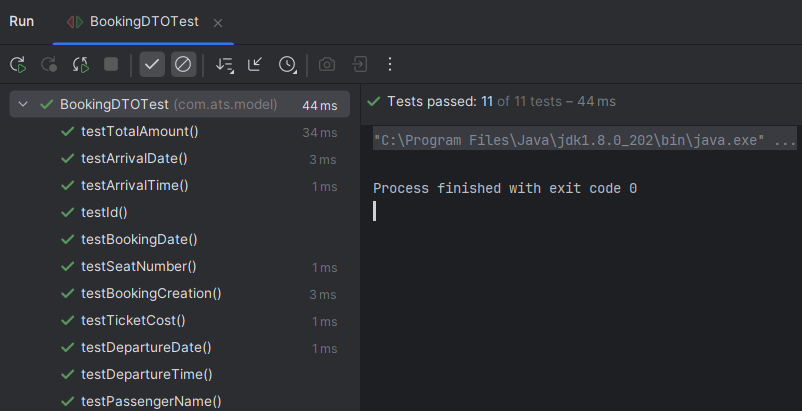 Run BookingDTOTest
BookingDTOTest (com.ats.model) 44 ms
testTotalAmount() 34 ms
testArrivalDate() 3 ms
testArrivalTime() 1 ms
testId()
testBookingDate()
testSeatNumber() 1 ms
testBookingCreation() 3 ms
testTicketCost() 1 ms
testDepartureDate() 1 ms
testDepartureTime()
testPassengerName()
Tests passed: 11 of 11 tests – 44 ms
"C:\Program Files\Java\jdk1.8.0_202\bin\java.exe" ...
Process finished with exit code 0